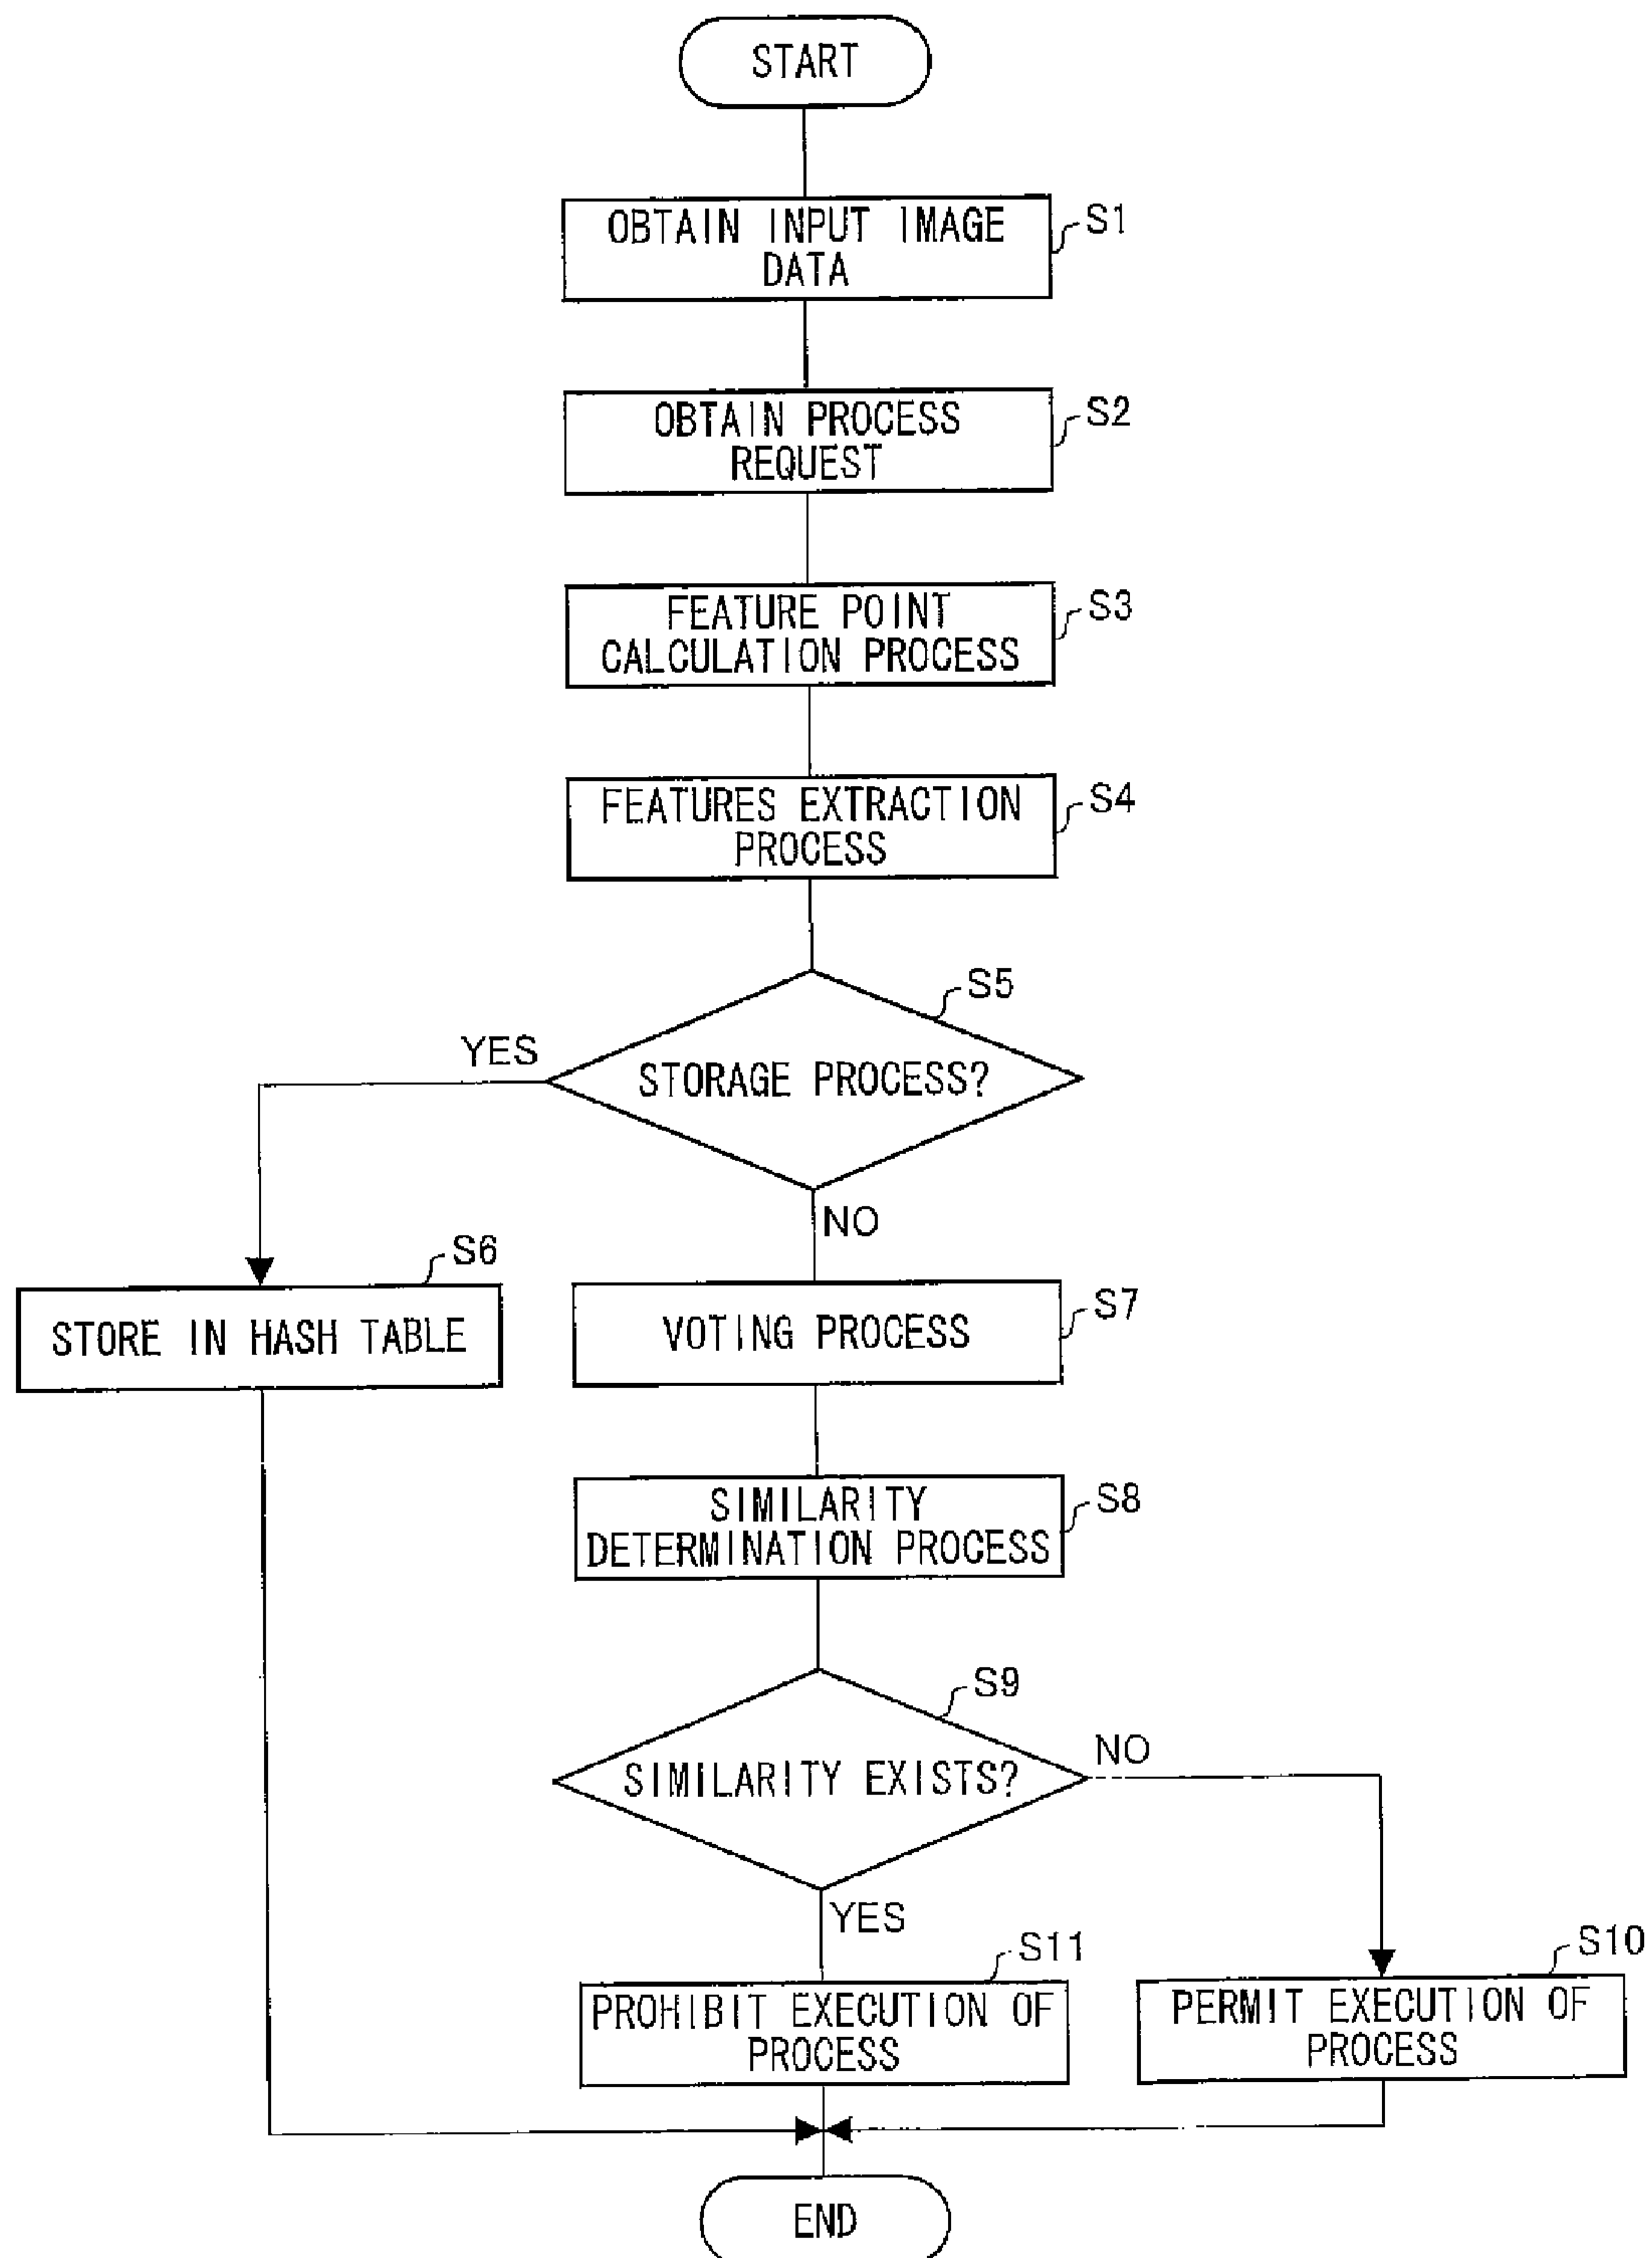 START
OBTAIN INPUT IMAGE
DATA
S1
OBTAIN PROCESS
REQUEST
S2
FEATURE POINT
CALCULATION PROCESS
S3
FEATURES EXTRACTION
PROCESS
S4
S5
YES
STORAGE PROCESS?
NO
S6
STORE IN HASH TABLE
S7
VOTING PROCESS
S8
SIMILARITY
DETERMINATION PROCESS
S9
NO
SIMILARITY EXISTS?
YES
S11
PROHIBIT EXECUTION OF
PROCESS
S10
PERMIT EXECUTION OF
PROCESS
END